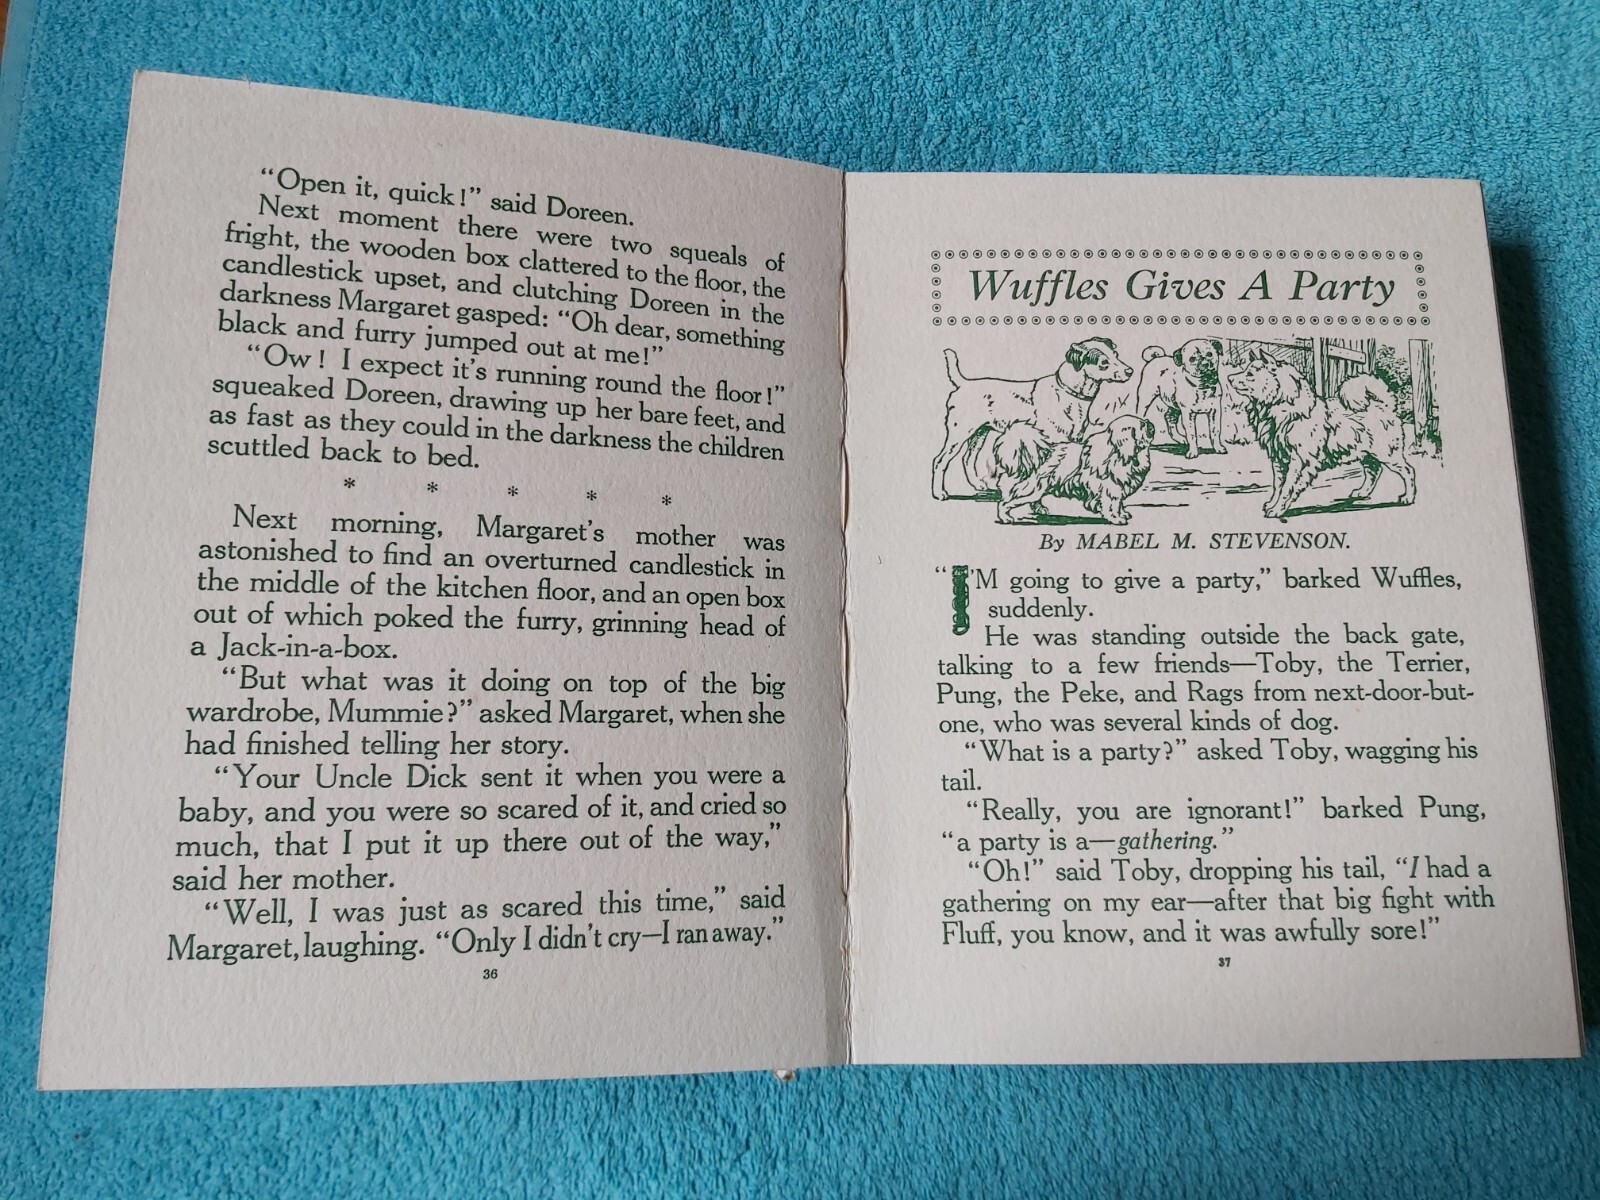 "Open it, quick!" said Doreen.
Next moment there were two squeals of
fright, the wooden box clattered to the floor, the
candlestick upset, and clutching Doreen in the
darkness Margaret gasped: "Oh dear, something
black and furry jumped out at me!"
"Ow! I expect it's running round the floor!"
squeaked Doreen, drawing up her bare feet, and
as fast as they could in the darkness the children
scuttled back to bed.
* * * * *
Next morning, Margaret's mother was
astonished to find an overturned candlestick in
the middle of the kitchen floor, and an open box
out of which poked the furry, grinning head of
a Jack-in-a-box.
"But what was it doing on top of the big
wardrobe, Mummie?" asked Margaret, when she
had finished telling her story.
"Your Uncle Dick sent it when you were a
baby, and you were so scared of it, and cried so
much, that I put it up there out of the way,"
said her mother.
"Well, I was just as scared this time," said
Margaret, laughing. "Only I didn't cry—I ran away."
36
Wuffles Gives A Party
By MABEL M. STEVENSON.
"I'M going to give a party," barked Wuffles,
suddenly.
He was standing outside the back gate,
talking to a few friends—Toby, the Terrier,
Pung, the Peke, and Rags from next-door-but-
one, who was several kinds of dog.
"What is a party?" asked Toby, wagging his
tail.
"Really, you are ignorant!" barked Pung,
"a party is a—gathering."
"Oh!" said Toby, dropping his tail, "I had a
gathering on my ear—after that big fight with
Fluff, you know, and it was awfully sore!"
37